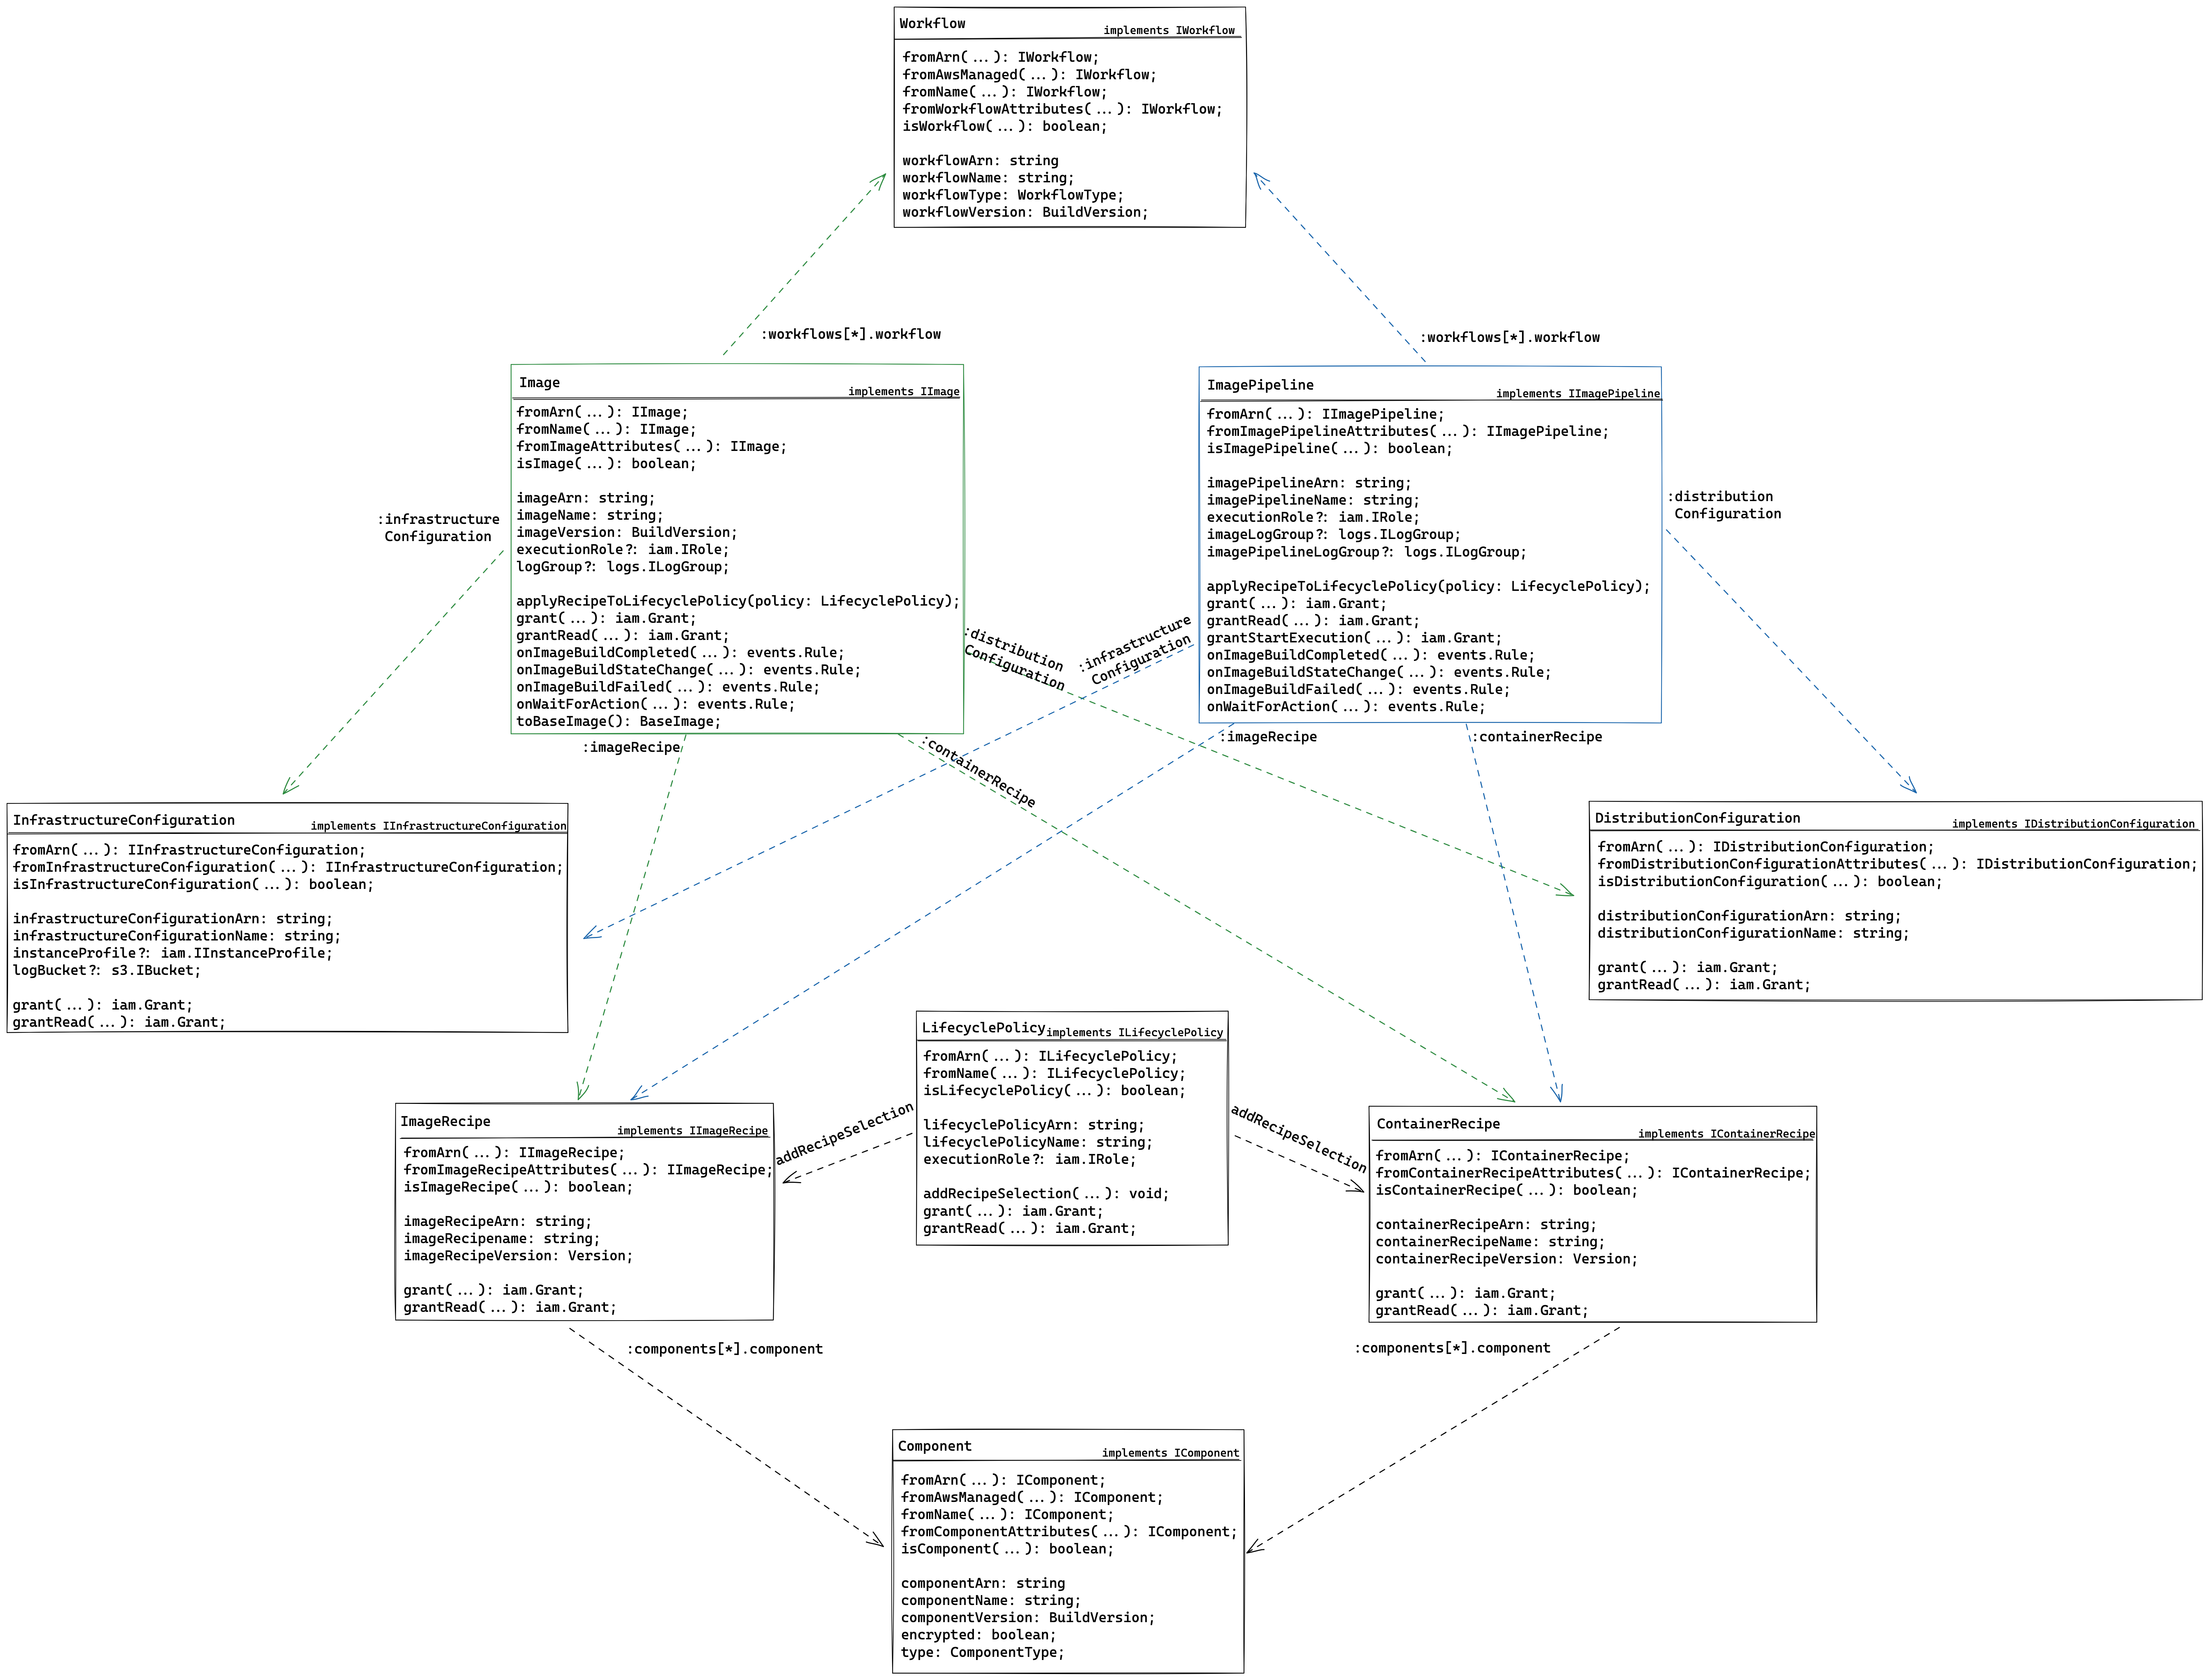 Workflow
implements IWorkflow
fromArn(...): IWorkflow;
fromAwsManaged(...): IWorkflow;
fromName(...): IWorkflow;
fromWorkflowAttributes(...): IWorkflow;
isWorkflow(...): boolean;
workflowArn: string
workflowName: string;
workflowType: WorkflowType;
workflowVersion: BuildVersion;
:workflows[*].workflow
:workflows[*].workflow
Image
implements IImage
fromArn(...): IImage;
fromName(...): IImage;
fromImageAttributes(...): IImage;
isImage(...): boolean;
imageArn: string;
imageName: string;
imageVersion: BuildVersion;
executionRole?: iam.IRole;
logGroup?: logs.ILogGroup;
applyRecipeToLifecyclePolicy(policy: LifecyclePolicy);
grant(...): iam.Grant;
grantRead(...): iam.Grant;
onImageBuildCompleted(...): events.Rule;
onImageBuildStateChange(...): events.Rule;
onImageBuildFailed(...): events.Rule;
onWaitForAction(...): events.Rule;
toBaseImage(): BaseImage;
ImagePipeline
implements IImagePipeline
fromArn(...): IImagePipeline;
fromImagePipelineAttributes(...): IImagePipeline;
isImagePipeline(...): boolean;
imagePipelineArn: string;
imagePipelineName: string;
executionRole?: iam.IRole;
imageLogGroup?: logs.ILogGroup;
imagePipelineLogGroup?: logs.ILogGroup;
applyRecipeToLifecyclePolicy(policy: LifecyclePolicy);
grant(...): iam.Grant;
grantRead(...): iam.Grant;
grantStartExecution(...): iam.Grant;
onImageBuildCompleted(...): events.Rule;
onImageBuildStateChange(...): events.Rule;
onImageBuildFailed(...): events.Rule;
onWaitForAction(...): events.Rule;
:infrastructure
Configuration
:distribution
Configuration
:infrastructure
Configuration
:distribution
Configuration
:imageRecipe
:containerRecipe
:imageRecipe
:containerRecipe
InfrastructureConfiguration
implements IInfrastructureConfiguration
fromArn(...): IInfrastructureConfiguration;
fromInfrastructureConfiguration(...): IInfrastructureConfiguration;
isInfrastructureConfiguration(...): boolean;
infrastructureConfigurationArn: string;
infrastructureConfigurationName: string;
instanceProfile?: iam.IInstanceProfile;
logBucket?: s3.IBucket;
grant(...): iam.Grant;
grantRead(...): iam.Grant;
DistributionConfiguration
implements IDistributionConfiguration
fromArn(...): IDistributionConfiguration;
fromDistributionConfigurationAttributes(...): IDistributionConfiguration;
isDistributionConfiguration(...): boolean;
distributionConfigurationArn: string;
distributionConfigurationName: string;
grant(...): iam.Grant;
grantRead(...): iam.Grant;
LifecyclePolicy
implements ILifecyclePolicy
fromArn(...): ILifecyclePolicy;
fromName(...): ILifecyclePolicy;
isLifecyclePolicy(...): boolean;
lifecyclePolicyArn: string;
lifecyclePolicyName: string;
executionRole?: iam.IRole;
addRecipeSelection(...): void;
grant(...): iam.Grant;
grantRead(...): iam.Grant;
addRecipeSelection
addRecipeSelection
ImageRecipe
implements IImageRecipe
fromArn(...): IImageRecipe;
fromImageRecipeAttributes(...): IImageRecipe;
isImageRecipe(...): boolean;
imageRecipeArn: string;
imageRecipename: string;
imageRecipeVersion: Version;
grant(...): iam.Grant;
grantRead(...): iam.Grant;
ContainerRecipe
implements IContainerRecipe
fromArn(...): IContainerRecipe;
fromContainerRecipeAttributes(...): IContainerRecipe;
isContainerRecipe(...): boolean;
containerRecipeArn: string;
containerRecipeName: string;
containerRecipeVersion: Version;
grant(...): iam.Grant;
grantRead(...): iam.Grant;
:components[*].component
:components[*].component
Component
implements IComponent
fromArn(...): IComponent;
fromAwsManaged(...): IComponent;
fromName(...): IComponent;
fromComponentAttributes(...): IComponent;
isComponent(...): boolean;
componentArn: string
componentName: string;
componentVersion: BuildVersion;
encrypted: boolean;
type: ComponentType;